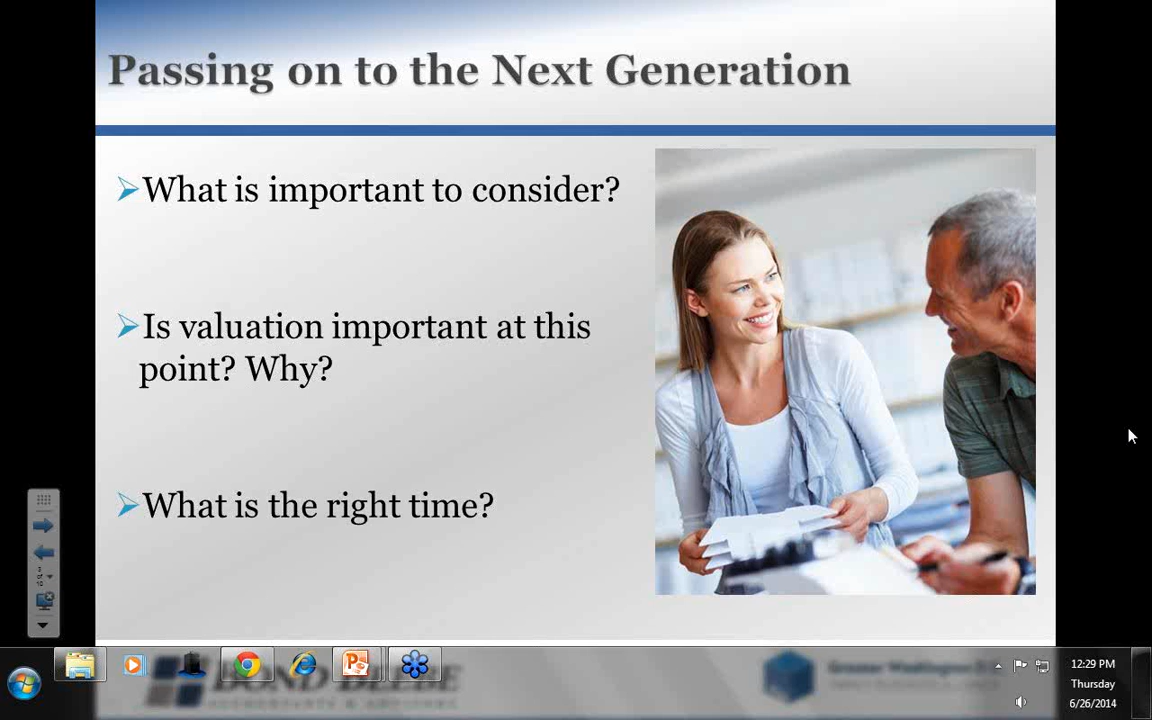 Passing on to the Next Generation
What is important to consider?
Is valuation important at this
point? Why?
What is the right time?
12:29 PM
Thursday
6/26/2014